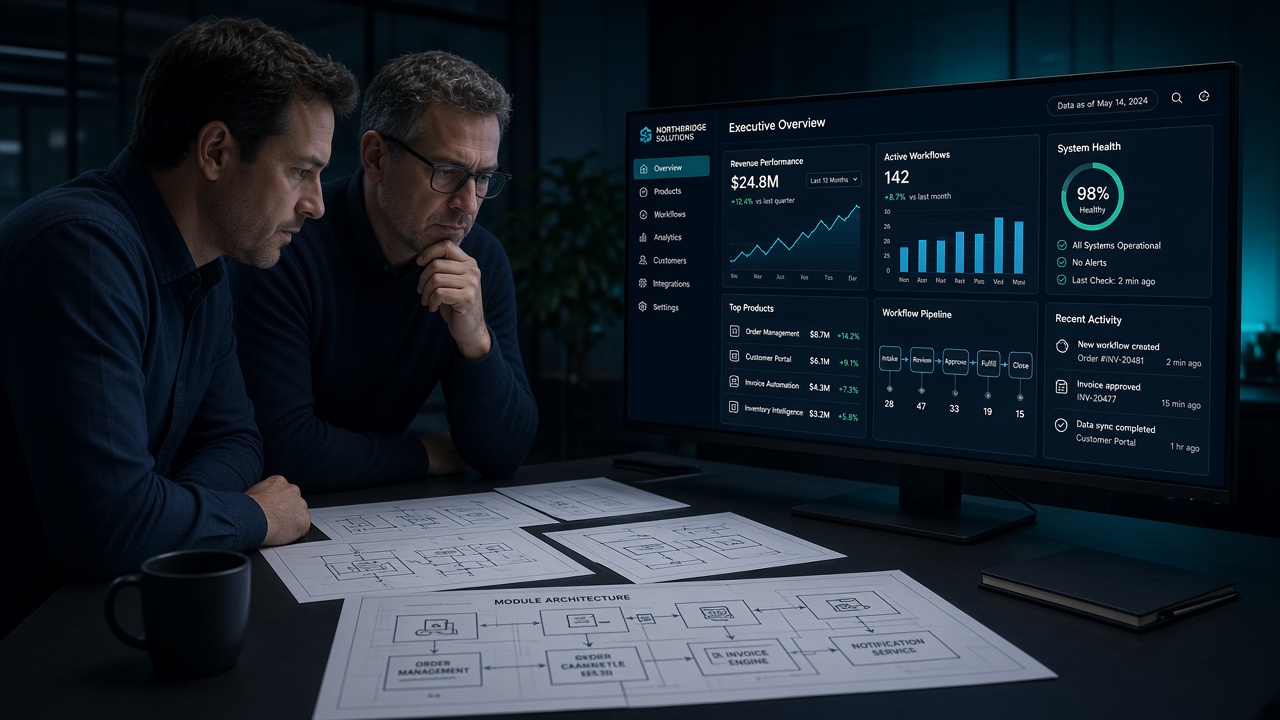 NORTHBRIDGE
SOLUTIONS
Overview
Products
Workflows
Analytics
Customers
Integrations
Settings
Executive Overview
Data as of May 14, 2024
Revenue Performance
$24.8M
Last 12 Months
+12.4% vs last quarter
Active Workflows
142
+8.7% vs last month
30
25
26
25
0
System Health
98%
Healthy
All Systems Operational
No Alerts
Last Check: 2 min ago
Top Products
Order Management $8.7M +14.2%
Customer Portal $6.1M +9.1%
Invoice Automation $4.3M +7.3%
Inventory Intelligence $3.2M +5.8%
Workflow Pipeline
Intake Review Approve Fulfill Close
28 47 33 19 15
Recent Activity
New workflow created
Order #INV-20481 2 min ago
Invoice approved
INV-20477 15 min ago
Data sync completed
Customer Portal 1 hr ago
MODULE ARCHITECTURE
ORDER
MANAGEMENT
INVOICE
ENGINE
NOTIFICATION
SERVICE